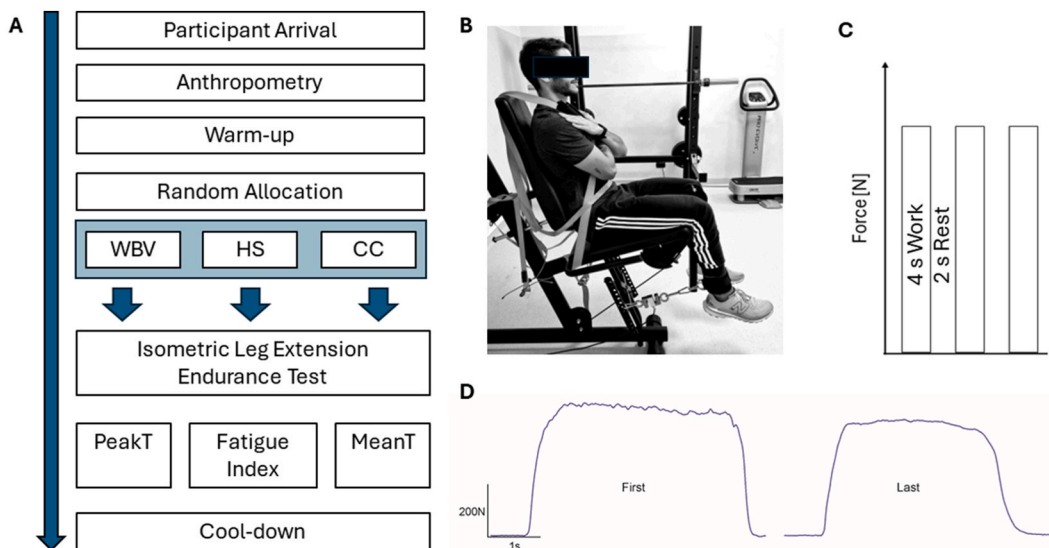 A
Participant Arrival
Anthropometry
Warm-up
Random Allocation
WBV
HS
CC
Isometric Leg Extension
Endurance Test
PeakT
Fatigue
Index
MeanT
Cool-down
B
C
Force[N]
4 s Work
2 s Rest
D
200N
1s
First
Last